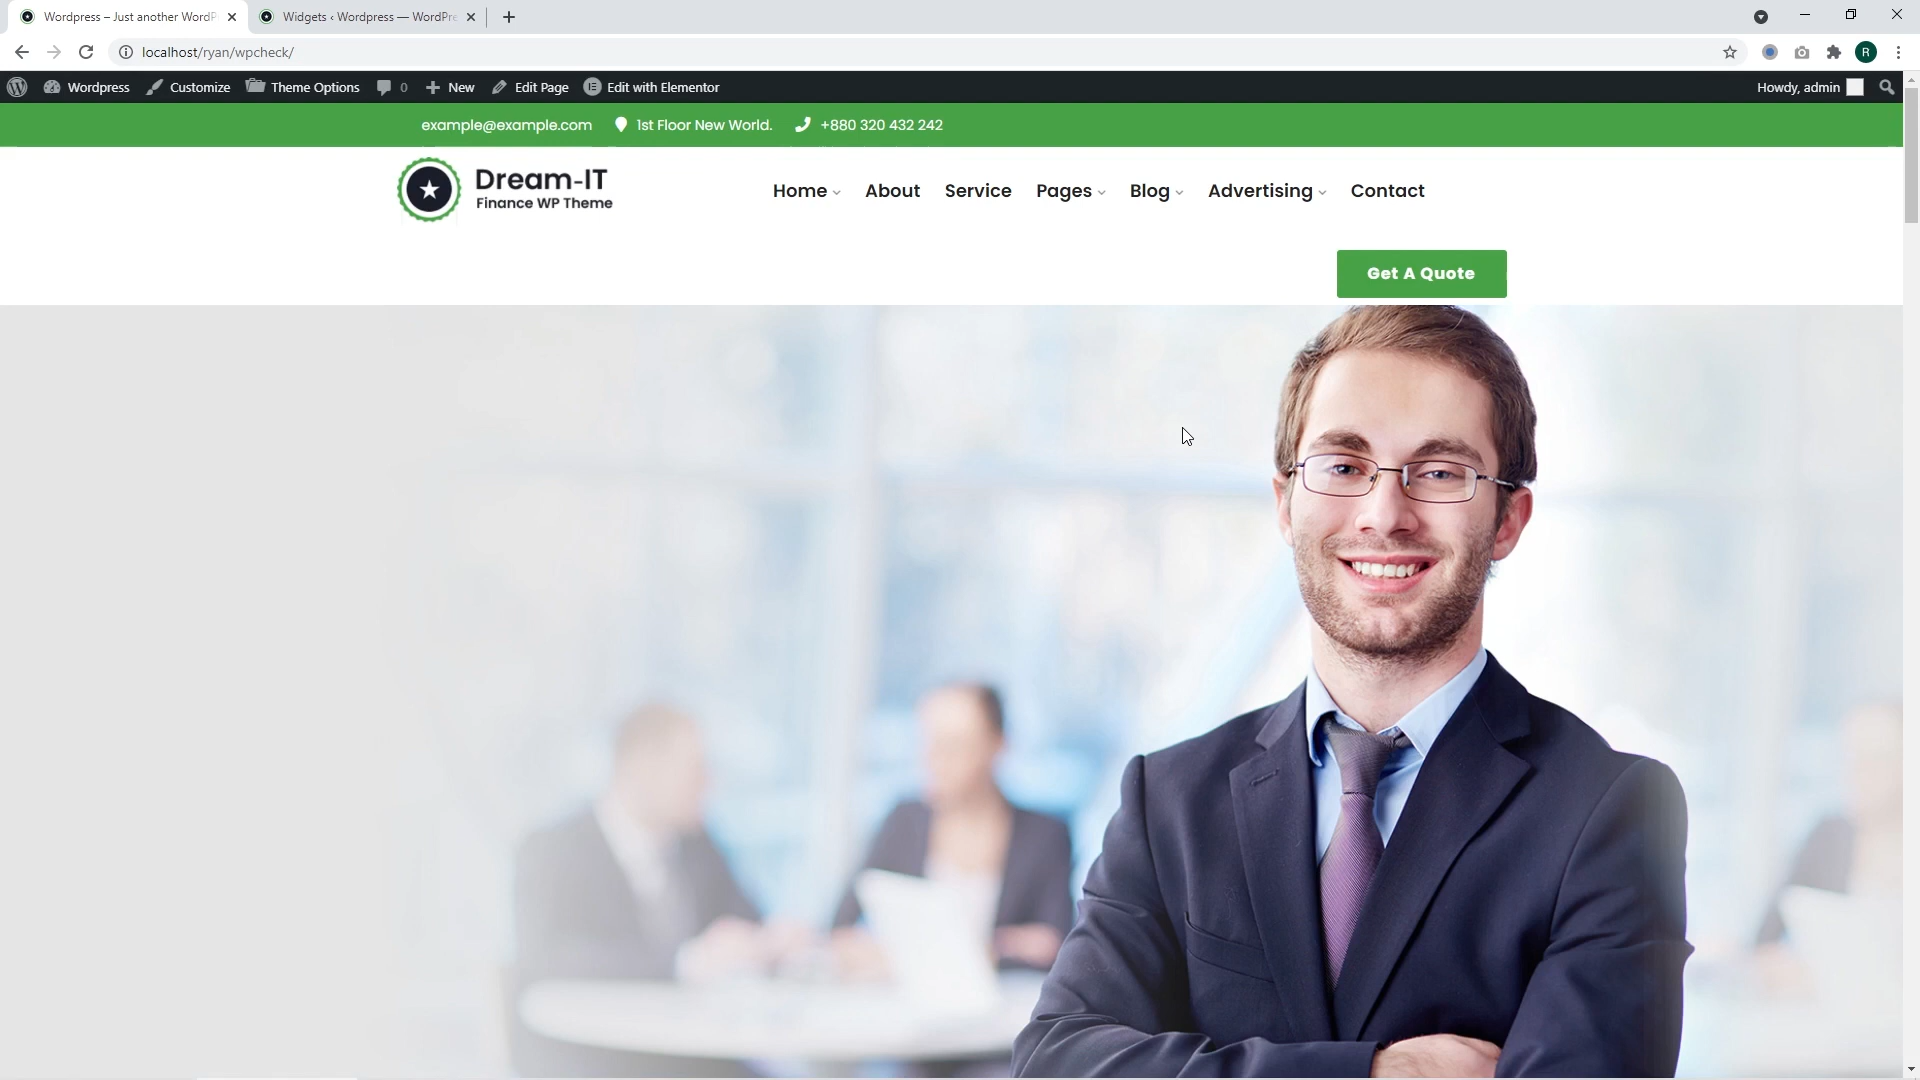 Wordpress – Just another WordP
Widgets ‹ Wordpress — WordPre
localhost/ryan/wpcheck/
R
Wordpress Customize Theme Options 0 New Edit Page Edit with Elementor Howdy, admin
example@example.com 1st Floor New World. +880 320 432 242
Dream-IT
Finance WP Theme
Home About Service Pages Blog Advertising Contact
Get A Quote